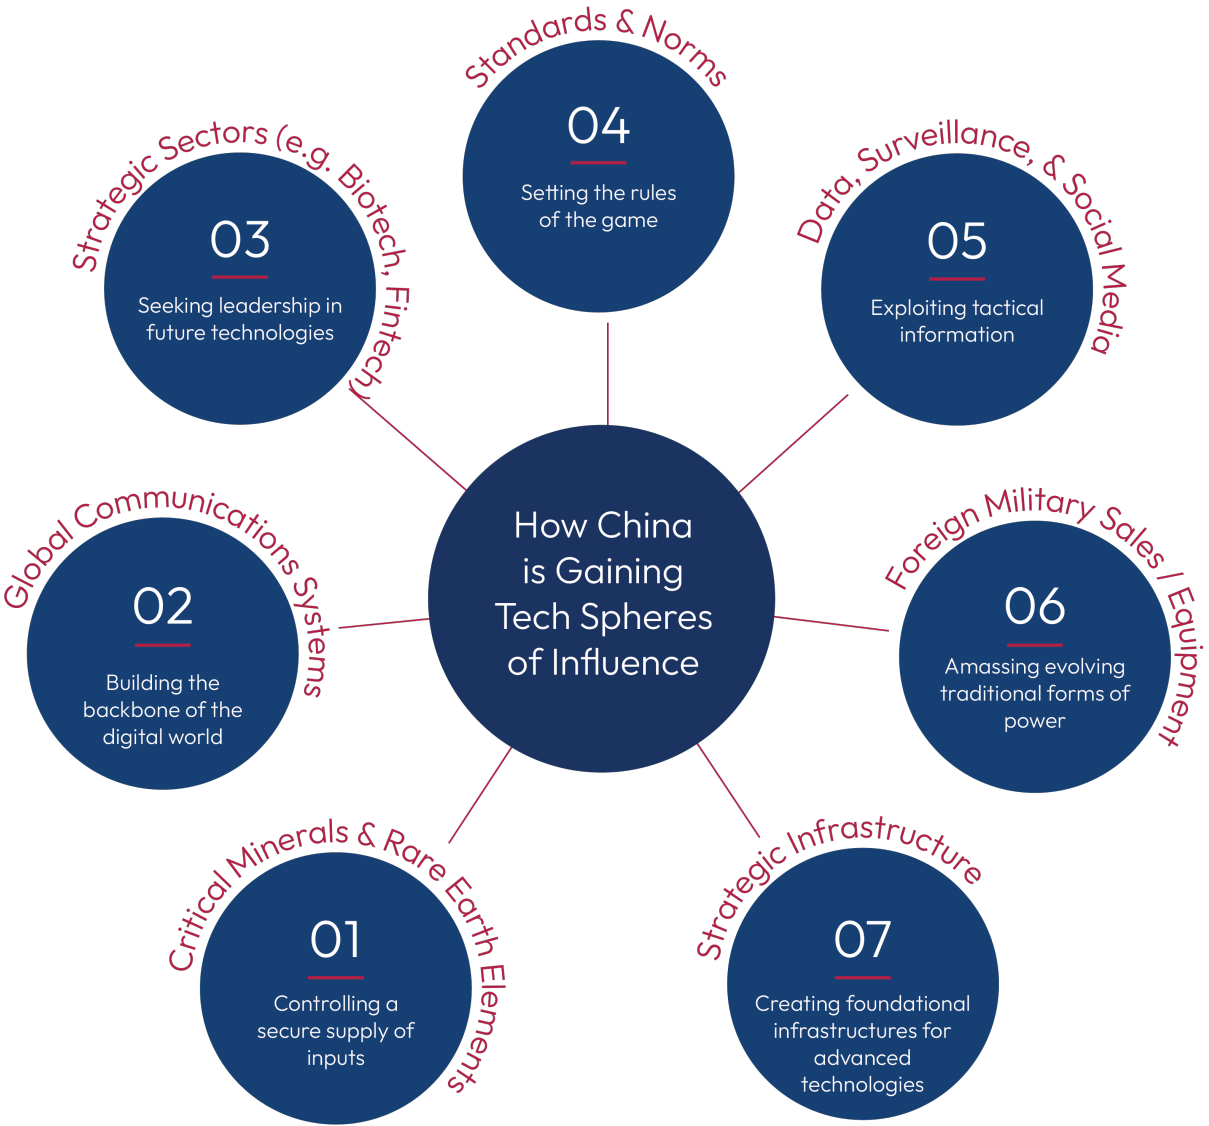 How China
is Gaining
Tech Spheres
of Influence
Critical Minerals & Rare Earth Elements
01
Controlling a
secure supply of
inputs
Global Communications Systems
02
Building the
backbone of the
digital world
Strategic Sectors (e.g. Biotech, Fintech)
03
Seeking leadership in
future technologies
Standards & Norms
04
Setting the rules
of the game
Data, Surveillance, & Social Media
05
Exploiting tactical
information
Foreign Military Sales / Equipment
06
Amassing evolving
traditional forms of
power
Strategic Infrastructure
07
Creating foundational
infrastructures for
advanced
technologies